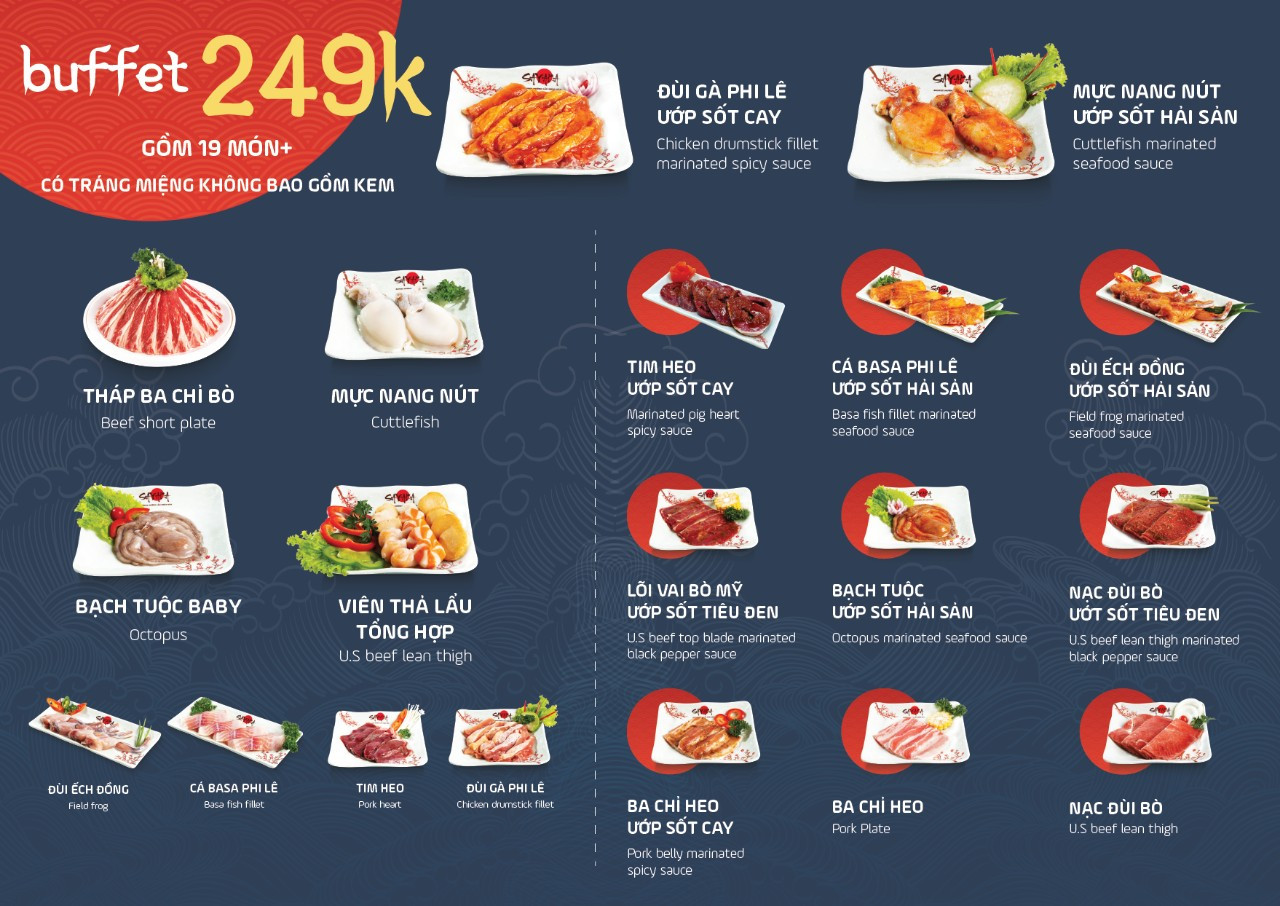 buffet 249k
GỒM 19 MÓN+
CÓ TRÁNG MIỆNG KHÔNG BAO GỒM KEM
ĐÙI GÀ PHI LÊ
ƯỚP SỐT CAY
Chicken drumstick fillet
marinated spicy sauce
MỰC NANG NÚT
ƯỚP SỐT HẢI SẢN
Cuttlefish marinated
seafood sauce
THÁP BA CHỈ BÒ
Beef short plate
MỰC NANG NÚT
Cuttlefish
BẠCH TUỘC BABY
Octopus
VIÊN THẢ LẨU
TỔNG HỢP
U.S beef lean thigh
ĐÙI ẾCH ĐỒNG
Field frog
CÁ BASA PHI LÊ
Basa fish fillet
TIM HEO
Pork heart
ĐÙI GÀ PHI LÊ
Chicken drumstick fillet
TIM HEO
ƯỚP SỐT CAY
Marinated pig heart
spicy sauce
CÁ BASA PHI LÊ
ƯỚP SỐT HẢI SẢN
Basa fish fillet marinated
seafood sauce
ĐÙI ẾCH ĐỒNG
ƯỚP SỐT HẢI SẢN
Field frog marinated
seafood sauce
LÕI VAI BÒ MỸ
ƯỚP SỐT TIÊU ĐEN
U.S beef top blade marinated
black pepper sauce
BẠCH TUỘC
ƯỚP SỐT HẢI SẢN
Octopus marinated seafood sauce
NẠC ĐÙI BÒ
ƯỚT SỐT TIÊU ĐEN
U.S beef lean thigh marinated
black pepper sauce
BA CHỈ HEO
ƯỚP SỐT CAY
Pork belly marinated
spicy sauce
BA CHỈ HEO
Pork Plate
NẠC ĐÙI BÒ
U.S beef lean thigh